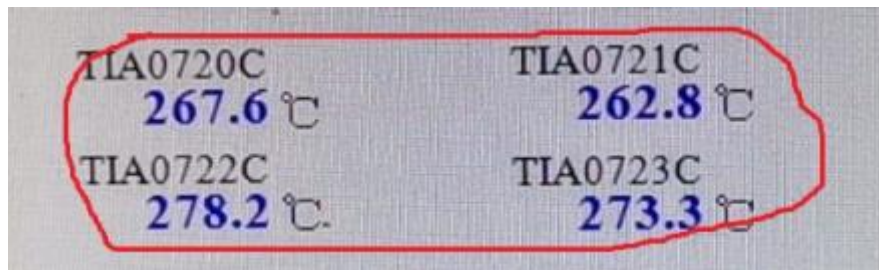 TIA0720C TIA0721C
267.6 ℃ 262.8 ℃
TIA0722C TIA0723C
278.2 ℃. 273.3 ℃